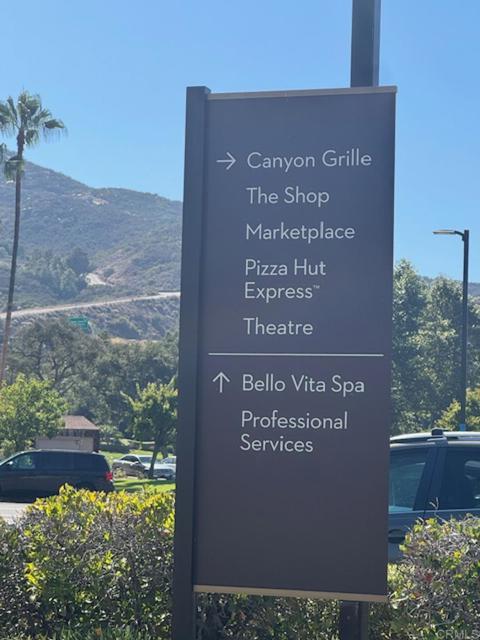 → Canyon Grille
The Shop
Marketplace
Pizza Hut
Express™
Theatre
↑ Bello Vita Spa
Professional
Services